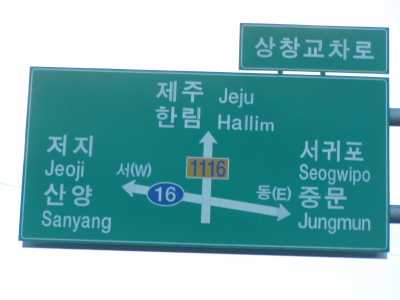 상창교차로
제주 Jeju
한림 Hallim
저지
Jeoji
산양
Sanyang
서(W)
1116
16
동(E)
서귀포
Seogwipo
중문
Jungmun